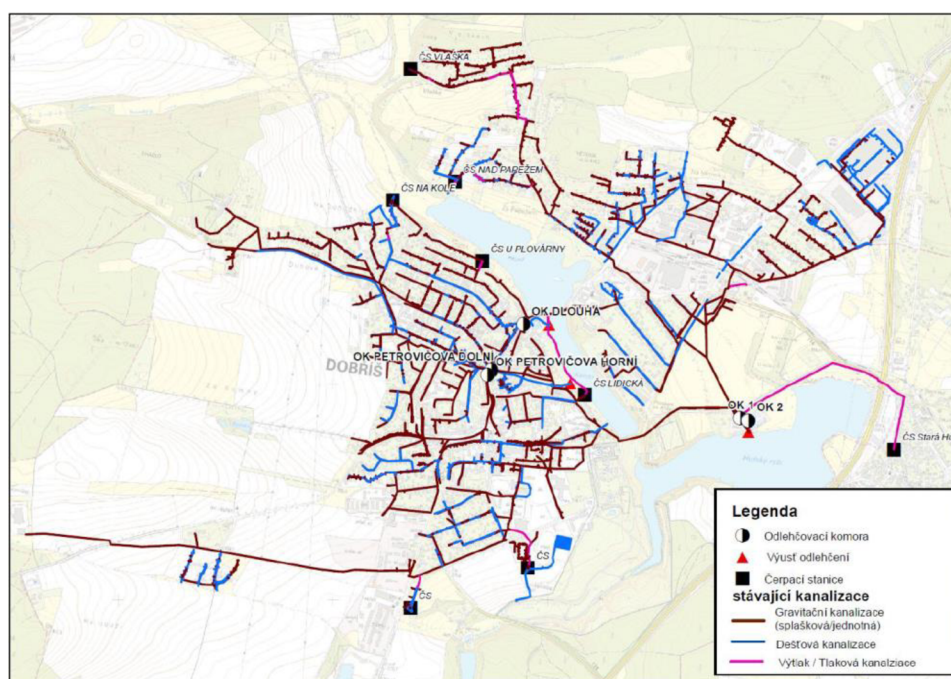 ČS VLAŠKA
ČS NAD PAŘEZEM
ČS NA KOLE
ČS U PLOVÁRNY
OK DLOUHÁ
OK PETROVIČOVA DOLNÍ
OK PETROVIČOVA HORNÍ
DOBŘÍŠ
ČS LIDICKÁ
OK 1
OK 2
ČS Stará Hu
ČS
ČS
Legenda
Odlehčovací komora
Výusť odlehčení
Čerpací stanice
stávající kanalizace
Gravitační kanalizace
(splašková/jednotná)
Dešťová kanalizace
Výtlak / Tlaková kanalziace